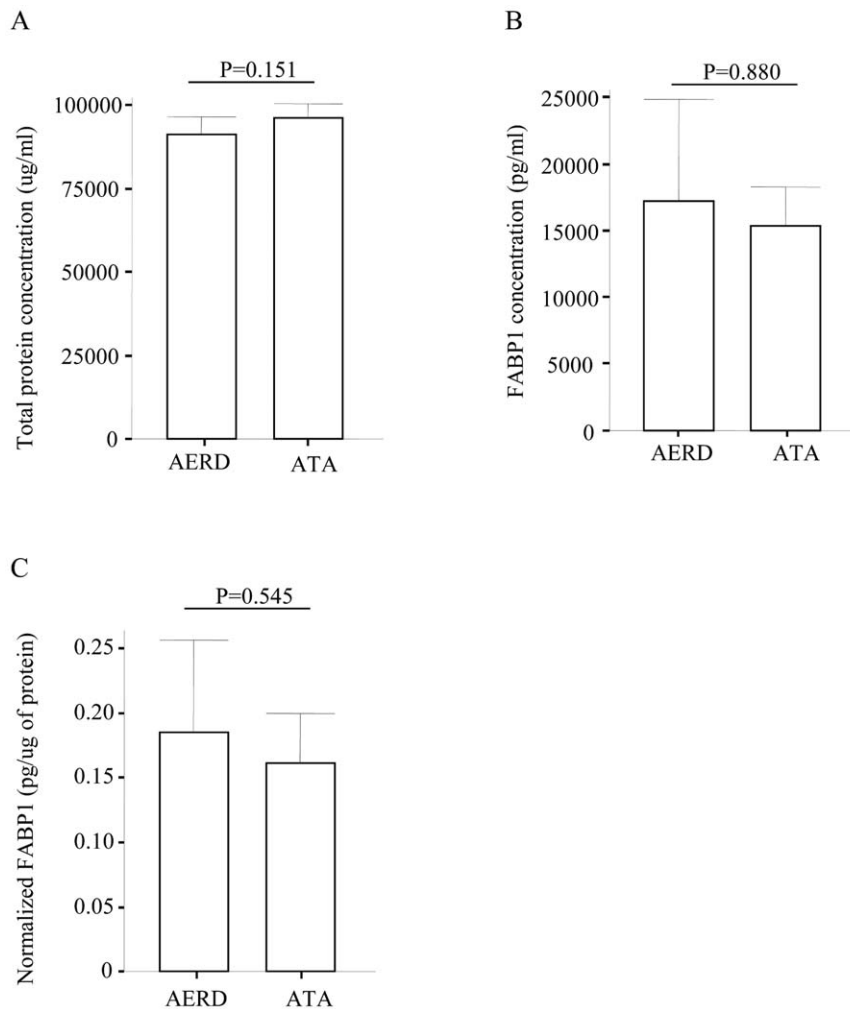 A
P=0.151
Total protein concentration (ug/ml)
100000
75000
50000
25000
0
AERD
ATA
B
P=0.880
FABP1 concentration (pg/ml)
25000
20000
15000
10000
5000
0
AERD
ATA
C
P=0.545
Normalized FABP1 (pg/ug of protein)
0.25
0.20
0.15
0.10
0.05
0
AERD
ATA